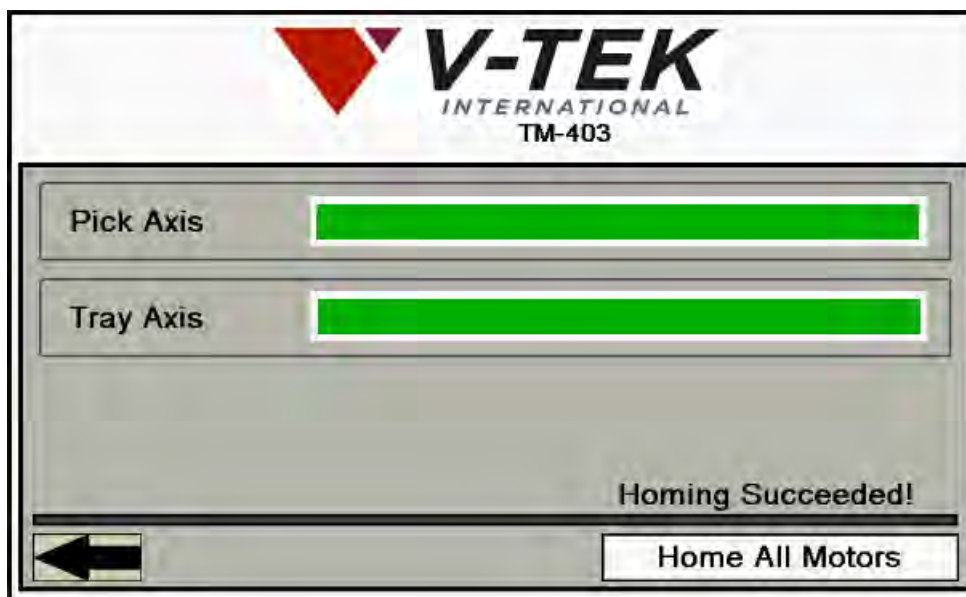 V-TEK
INTERNATIONAL
TM-403
Pick Axis
Tray Axis
Homing Succeeded!
Home All Motors